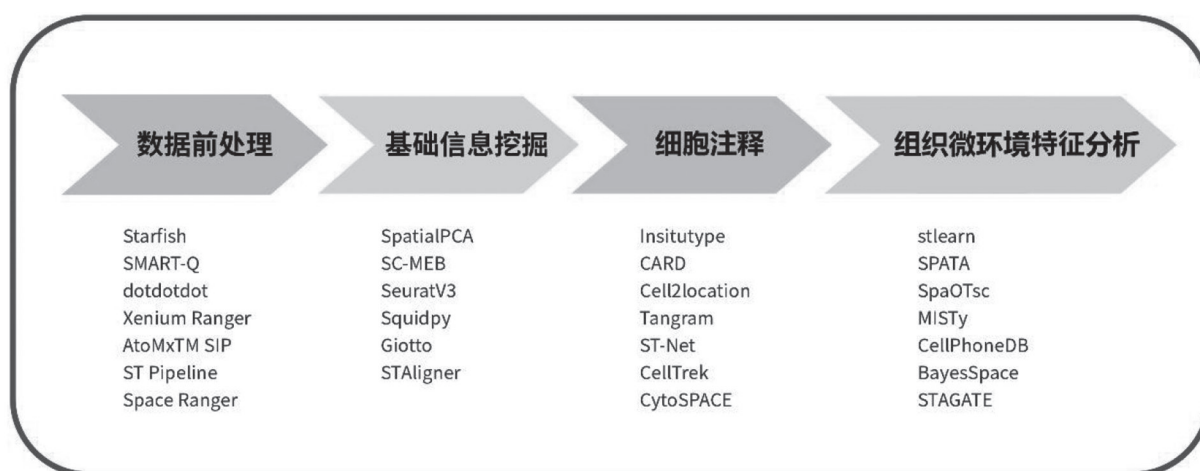 数据前处理
基础信息挖掘
细胞注释
组织微环境特征分析
Starfish
SMART-Q
dotdotdot
Xenium Ranger
AtoMxTM SIP
ST Pipeline
Space Ranger
SpatialPCA
SC-MEB
SeuratV3
Squidpy
Giotto
STAligner
Insitutype
CARD
Cell2location
Tangram
ST-Net
CellTrek
CytoSPACE
stlearn
SPATA
SpaOTsc
MISTy
CellPhoneDB
BayesSpace
STAGATE